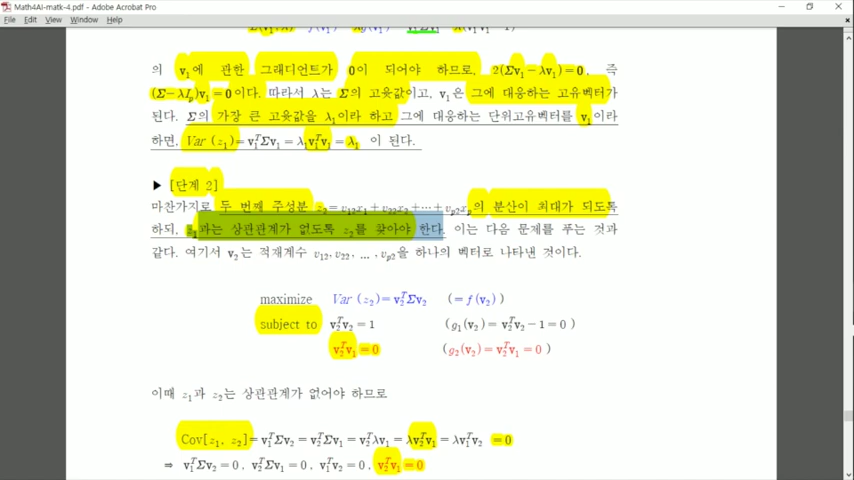 Math4AI-matk-4.pdf - Adobe Acrobat Pro
File Edit View Window Help
의 v₁에 관한 그래디언트가 0이 되어야 하므로, 2(Σv₁−λv₁)=0, 즉
(Σ−λIₚ)v₁=0이다. 따라서 λ는 Σ의 고윳값이고, v₁은 그에 대응하는 고유벡터가
된다. Σ의 가장 큰 고윳값을 λ₁이라 하고 그에 대응하는 단위고유벡터를 v₁이라
하면, Var (z₁)=v₁ᵀΣv₁=λ₁v₁ᵀv₁=λ₁ 이 된다.
▶ [단계 2]
마찬가지로 두 번째 주성분 z₂=v₁₂x₁+v₂₂x₂+⋯+vₚ₂xₚ의 분산이 최대가 되도록
하되, z₁과는 상관관계가 없도록 z₂를 찾아야 한다. 이는 다음 문제를 푸는 것과
같다. 여기서 v₂는 적재계수 v₁₂, v₂₂, …, vₚ₂을 하나의 벡터로 나타낸 것이다.
maximize Var (z₂)=v₂ᵀΣv₂ (=f(v₂))
subject to v₂ᵀv₂=1 (g₁(v₂)=v₂ᵀv₂−1=0)
v₂ᵀv₁=0 (g₂(v₂)=v₂ᵀv₁=0)
이때 z₁과 z₂는 상관관계가 없어야 하므로
Cov[z₁, z₂]=v₁ᵀΣv₂=v₂ᵀΣv₁=v₂ᵀλv₁=λv₂ᵀv₁=λv₁ᵀv₂ =0
⇒ v₁ᵀΣv₂=0, v₂ᵀΣv₁=0, v₁ᵀv₂=0, v₂ᵀv₁=0